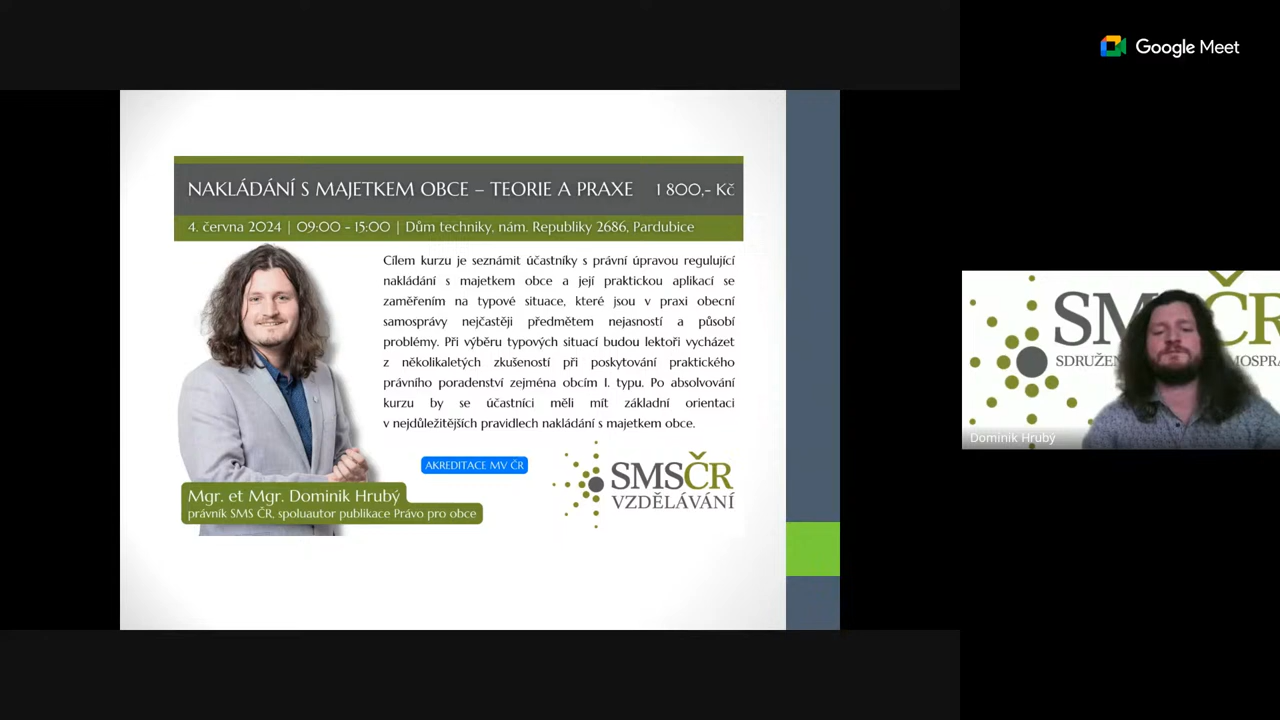 Google Meet
NAKLÁDÁNÍ S MAJETKEM OBCE – TEORIE A PRAXE 1 800,- Kč
4. června 2024 | 09:00 - 15:00 | Dům techniky, nám. Republiky 2686, Pardubice
Cílem kurzu je seznámit účastníky s právní úpravou regulující
nakládání s majetkem obce a její praktickou aplikací se
zaměřením na typové situace, které jsou v praxi obecní
samosprávy nejčastěji předmětem nejasností a působí
problémy. Při výběru typových situací budou lektoři vycházet
z několikaletých zkušeností při poskytování praktického
právního poradenství zejména obcím I. typu. Po absolvování
kurzu by se účastníci měli mít základní orientaci
v nejdůležitějších pravidlech nakládání s majetkem obce.
AKREDITACE MV ČR
SMSČR
VZDĚLÁVÁNÍ
Mgr. et Mgr. Dominik Hrubý
právník SMS ČR, spoluautor publikace Právo pro obce
SM ČR
SDRUŽEN MOSPRÁ
Dominik Hrubý